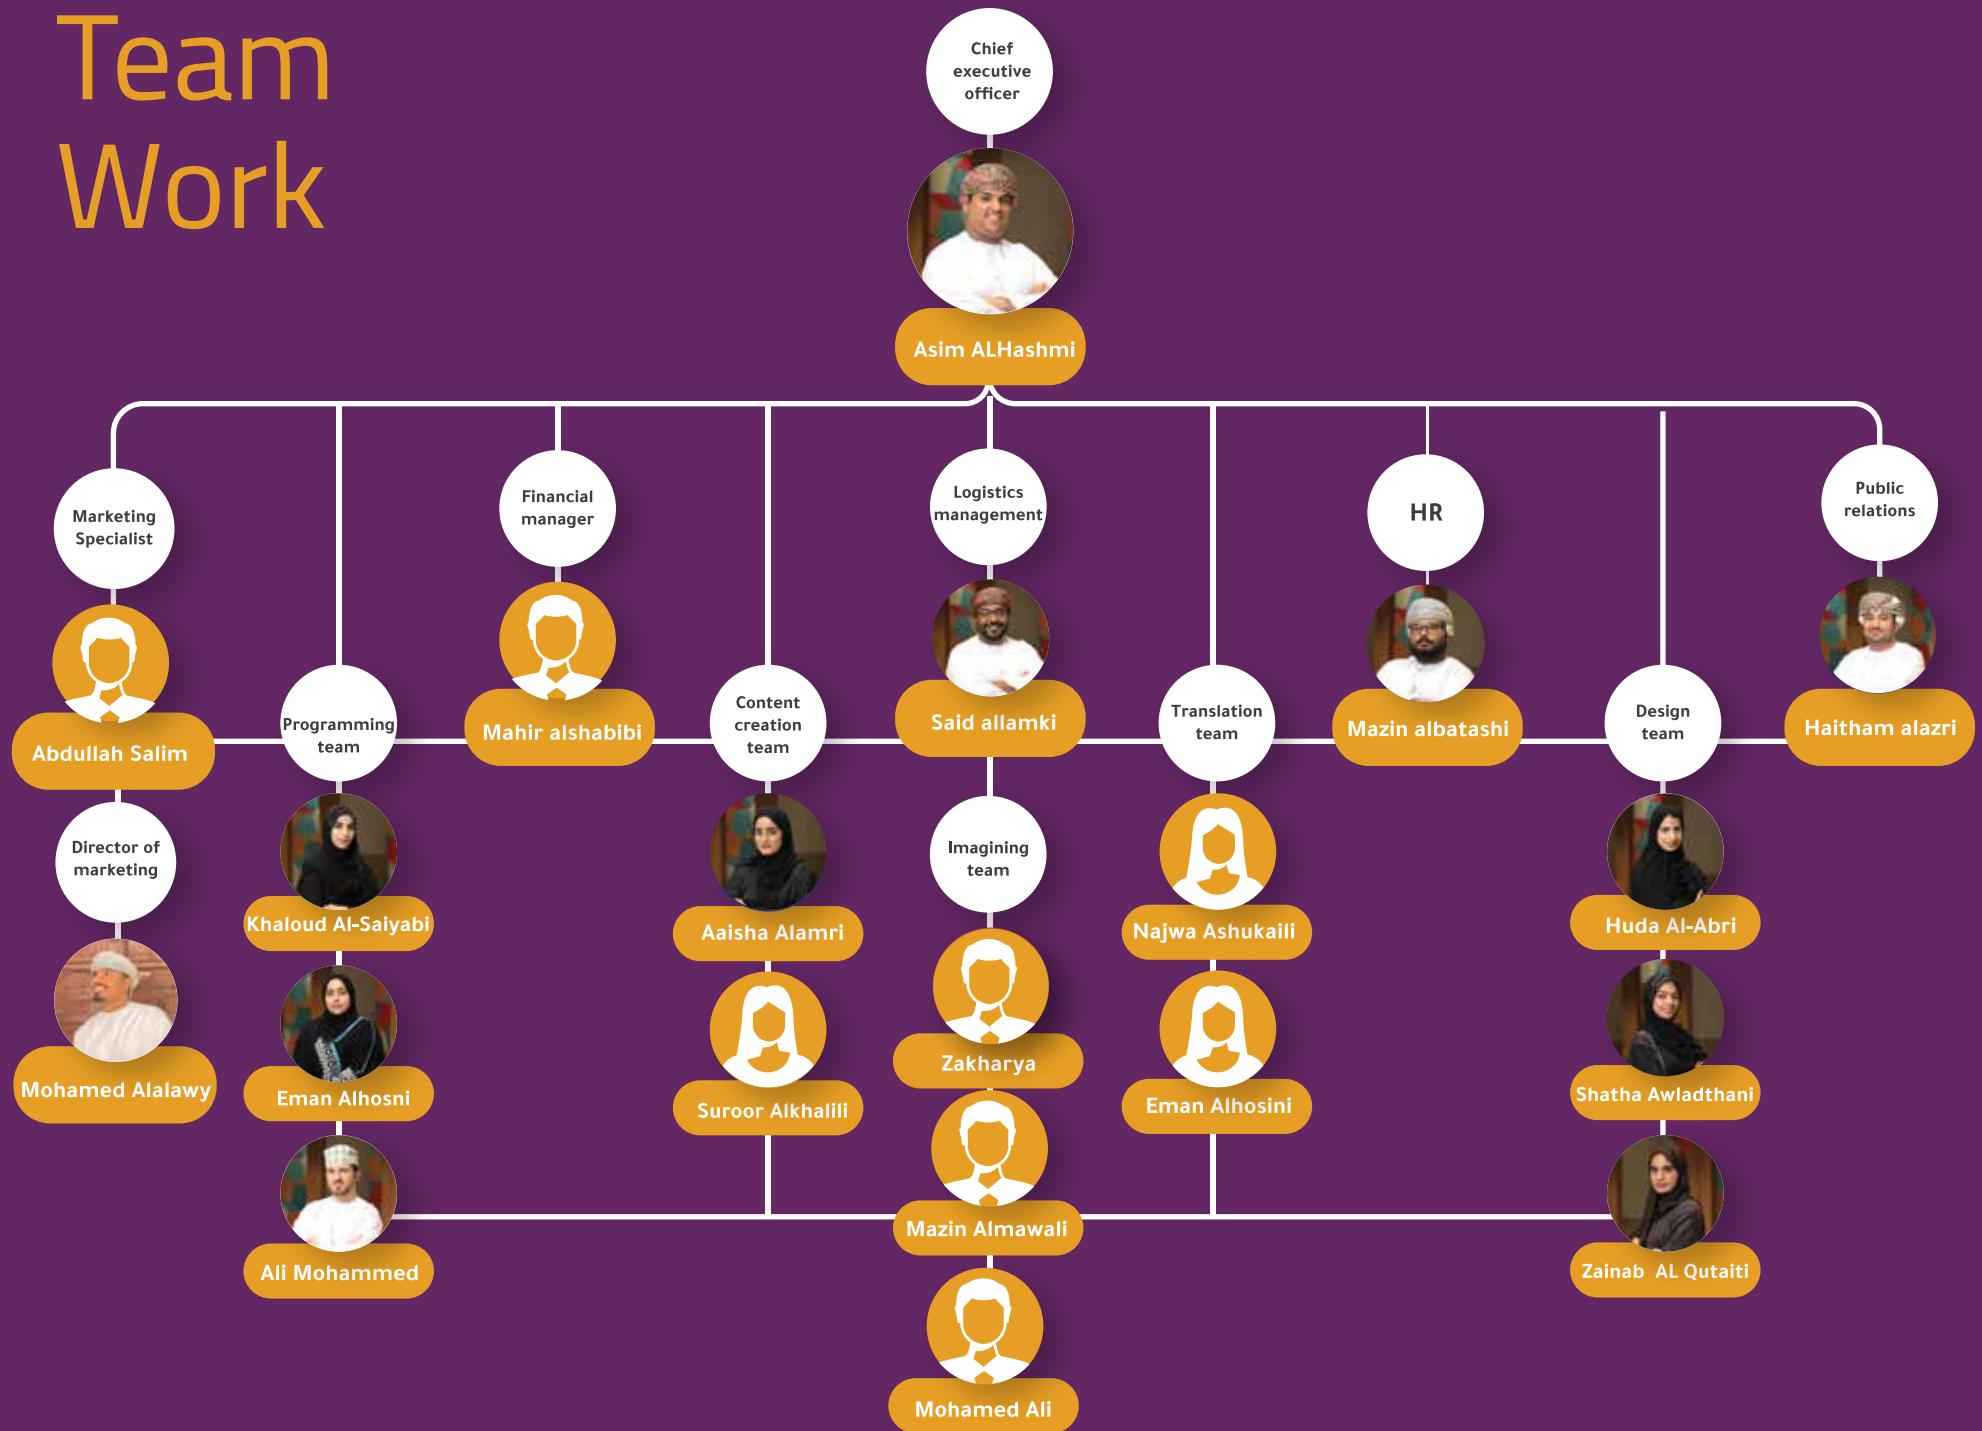 Team
Work
Chief
executive
officer
Asim ALHashmi
Marketing
Specialist
Abdullah Salim
Director of
marketing
Mohamed Alalawy
Programming
team
Khaloud Al-Saiyabi
Eman Alhosni
Ali Mohammed
Financial
manager
Mahir alshabibi
Content
creation
team
Aaisha Alamri
Suroor Alkhalili
Logistics
management
Said allamki
Imagining
team
Zakharya
Mazin Almawali
Mohamed Ali
Translation
team
Najwa Ashukaili
Eman Alhosini
HR
Mazin albatashi
Design
team
Huda Al-Abri
Shatha Awladthani
Zainab  AL Qutaiti
Public
relations
Haitham alazri